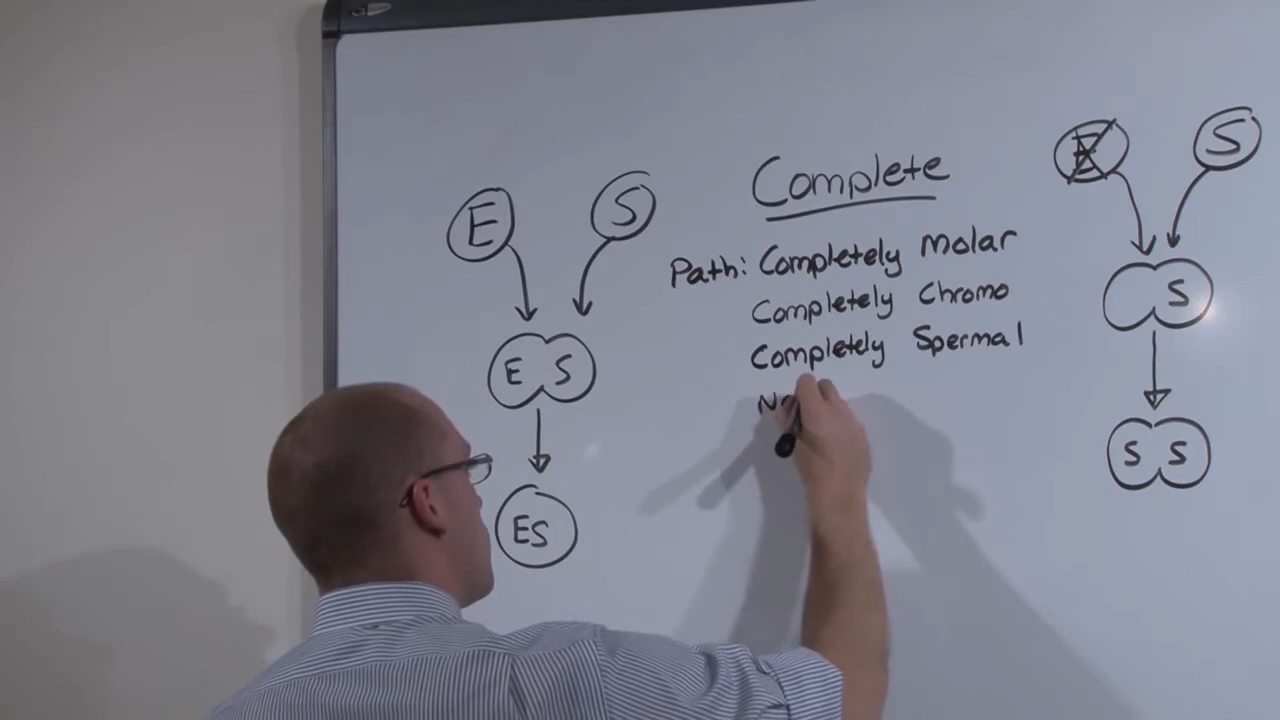 E S
E S
ES
Complete
Path: Completely Molar
Completely Chromo
Completely Spermal
E S
S
S S